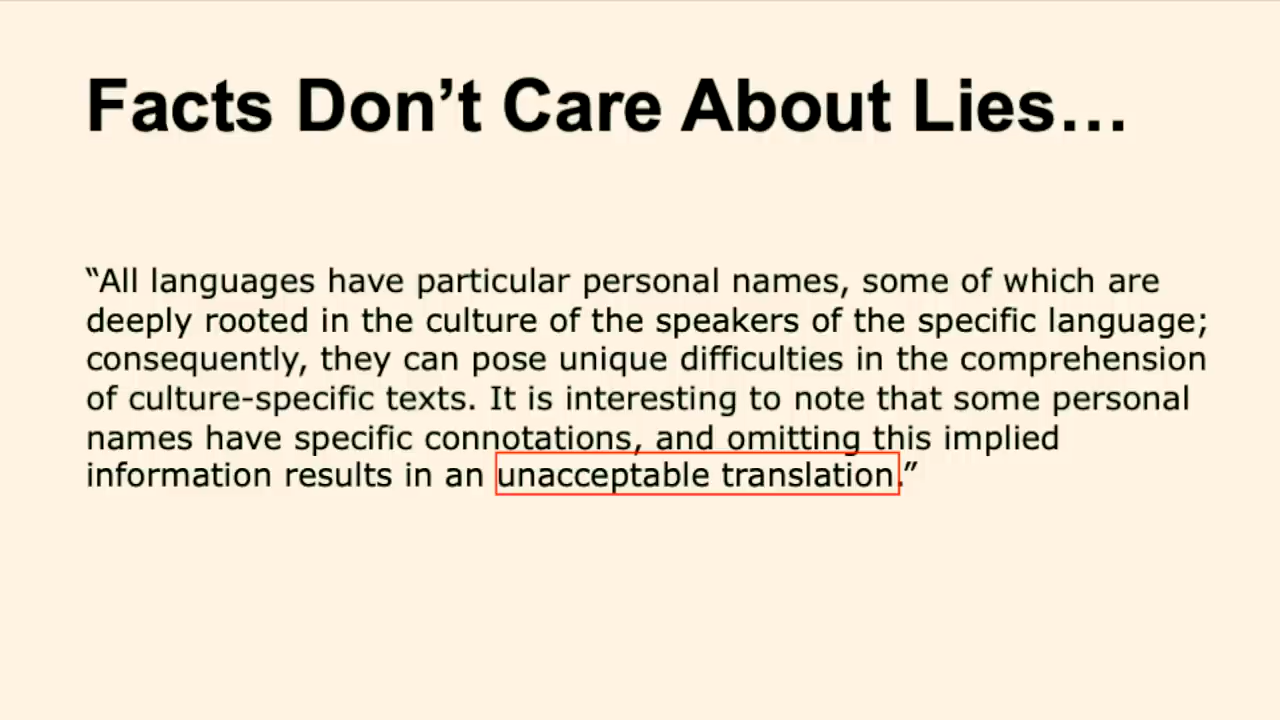 Facts Don’t Care About Lies…
“All languages have particular personal names, some of which are
deeply rooted in the culture of the speakers of the specific language;
consequently, they can pose unique difficulties in the comprehension
of culture-specific texts. It is interesting to note that some personal
names have specific connotations, and omitting this implied
information results in an unacceptable translation.”